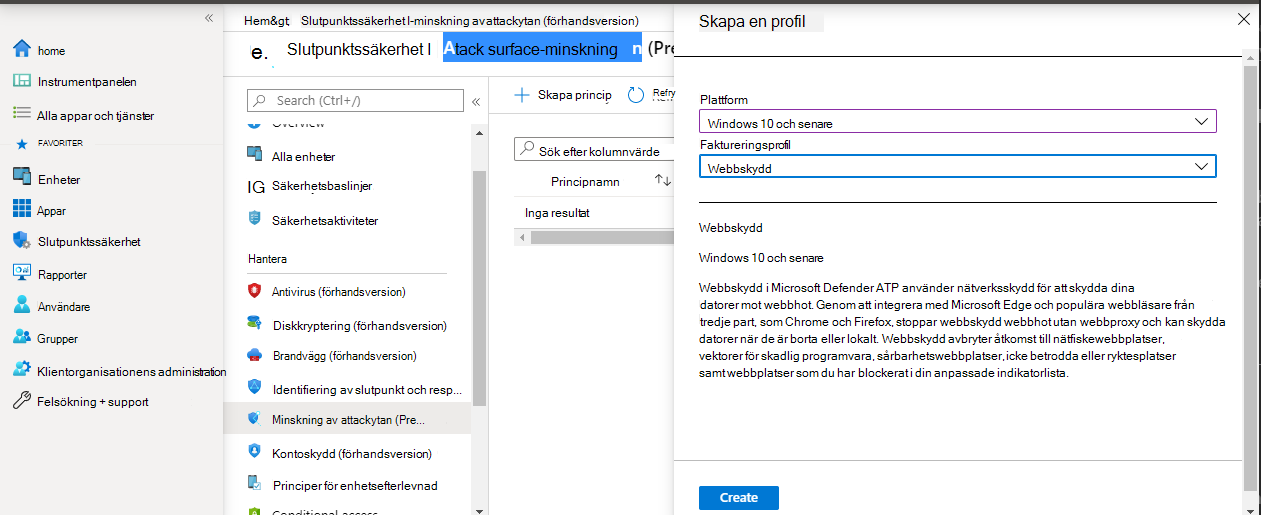 «
home
Instrumentpanelen
Alla appar och tjänster
FAVORITER
Enheter
Appar
Slutpunktssäkerhet
Rapporter
Användare
Grupper
Klientorganisationens administration
Felsökning + support
Hem&gt; Slutpunktssäkerhet I-minskning av attackytan (förhandsversion)
e. Slutpunktssäkerhet I Atack surface-minskning n (Pre
Search (Ctrl+/) «
Overview
Alla enheter
IG Säkerhetsbaslinjer
Säkerhetsaktiviteter
Hantera
Antivirus (förhandsversion)
Diskkryptering (förhandsversion)
Brandvägg (förhandsversion)
Identifiering av slutpunkt och resp...
Minskning av attackytan (Pre...
Kontoskydd (förhandsversion)
Principer för enhetsefterlevnad
Conditional access
Skapa princip
Sök efter kolumnvärde
Principnamn
Inga resultat
Skapa en profil
Plattform
Windows 10 och senare
Faktureringsprofil
Webbskydd
Webbskydd
Windows 10 och senare
Webbskydd i Microsoft Defender ATP använder nätverksskydd för att skydda dina
datorer mot webbhot. Genom att integrera med Microsoft Edge och populära webbläsare från
tredje part, som Chrome och Firefox, stoppar webbskydd webbhot utan webbproxy och kan skydda
datorer när de är borta eller lokalt. Webbskydd avbryter åtkomst till nätfiskewebbplatser,
vektorer för skadlig programvara, sårbarhetswebbplatser, icke betrodda eller ryktesplatser
samt webbplatser som du har blockerat i din anpassade indikatorlista.
Create